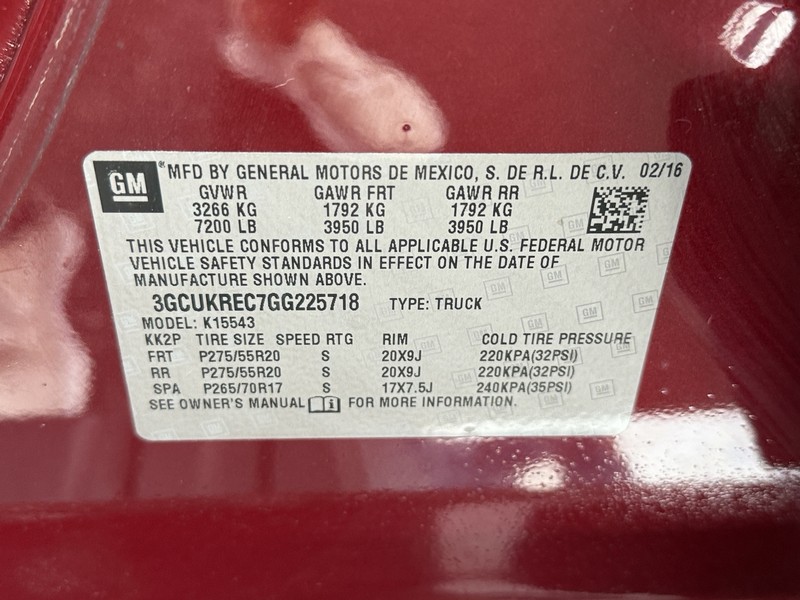 GM
® MFD BY GENERAL MOTORS DE MEXICO, S. DE R.L. DE C.V. 02/16
GVWR GAWR FRT GAWR RR
3266 KG 1792 KG 1792 KG
7200 LB 3950 LB 3950 LB
THIS VEHICLE CONFORMS TO ALL APPLICABLE U.S. FEDERAL MOTOR
VEHICLE SAFETY STANDARDS IN EFFECT ON THE DATE OF
MANUFACTURE SHOWN ABOVE.
3GCUKREC7GG225718 TYPE: TRUCK
MODEL: K15543
KK2P TIRE SIZE SPEED RTG RIM COLD TIRE PRESSURE
FRT P275/55R20 S 20X9J 220KPA(32PSI)
RR P275/55R20 S 20X9J 220KPA(32PSI)
SPA P265/70R17 S 17X7.5J 240KPA(35PSI)
SEE OWNER'S MANUAL i FOR MORE INFORMATION.